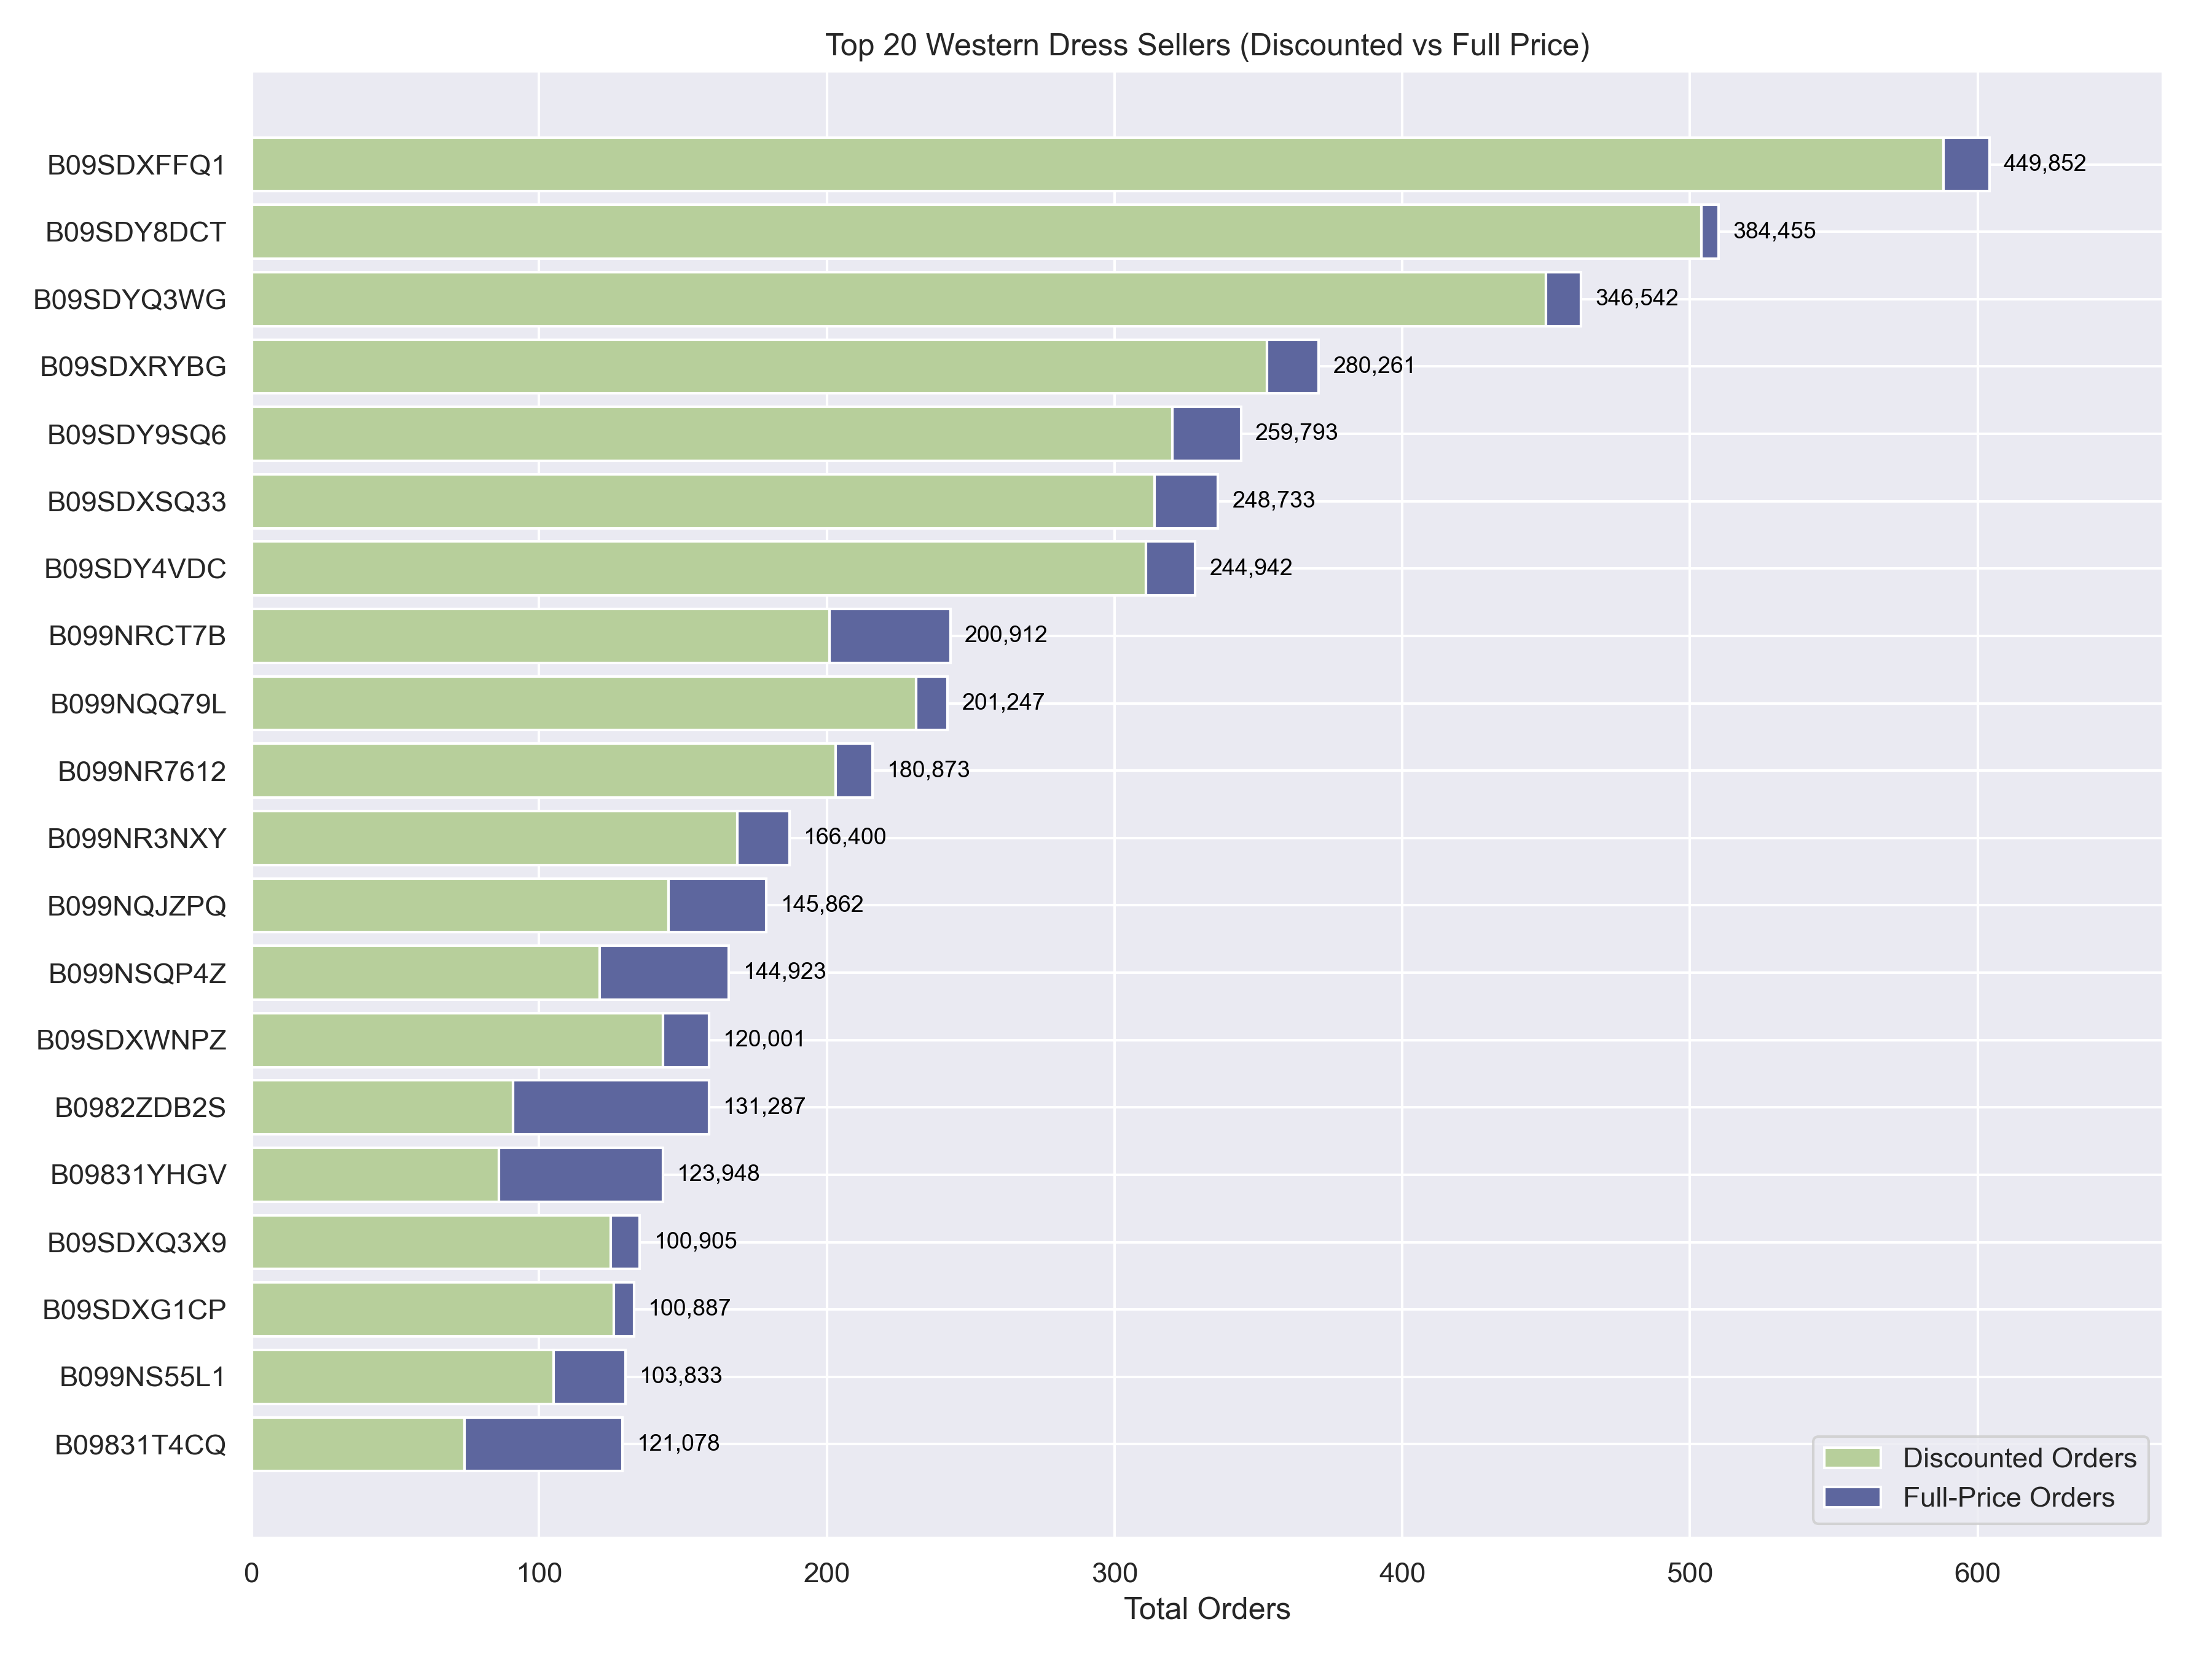 Top 20 Western Dress Sellers (Discounted vs Full Price)
B09SDXFFQ1 449,852
B09SDY8DCT 384,455
B09SDYQ3WG 346,542
B09SDXRYBG 280,261
B09SDY9SQ6 259,793
B09SDXSQ33 248,733
B09SDY4VDC 244,942
B099NRCT7B 200,912
B099NQQ79L 201,247
B099NR7612 180,873
B099NR3NXY 166,400
B099NQJZPQ 145,862
B099NSQP4Z 144,923
B09SDXWNPZ 120,001
B0982ZDB2S 131,287
B09831YHGV 123,948
B09SDXQ3X9 100,905
B09SDXG1CP 100,887
B099NS55L1 103,833
B09831T4CQ 121,078
Discounted Orders
Full-Price Orders
0 100 200 300 400 500 600
Total Orders